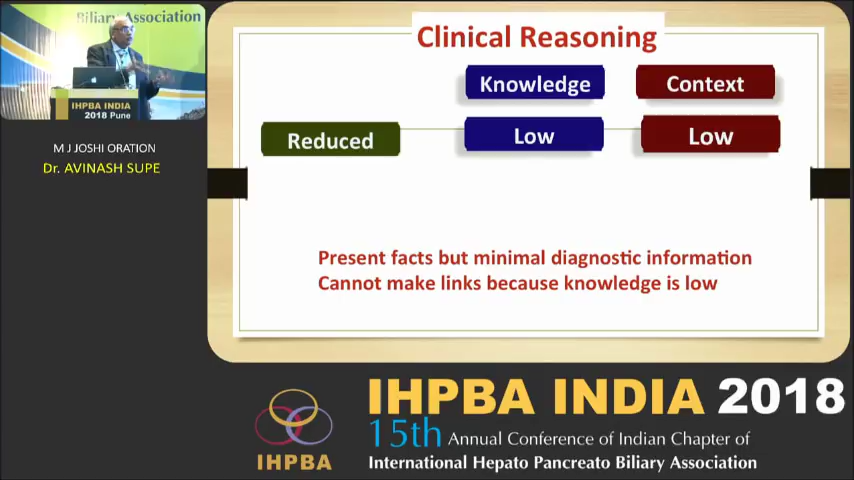 Biliary Association
IHPBA INDIA
2018 Pune
M J JOSHI ORATION
Dr. AVINASH SUPE
Clinical Reasoning
Knowledge
Context
Reduced
Low
Low
Present facts but minimal diagnostic information
Cannot make links because knowledge is low
IHPBA
IHPBA INDIA 2018
15th Annual Conference of Indian Chapter of
International Hepato Pancreato Biliary Association